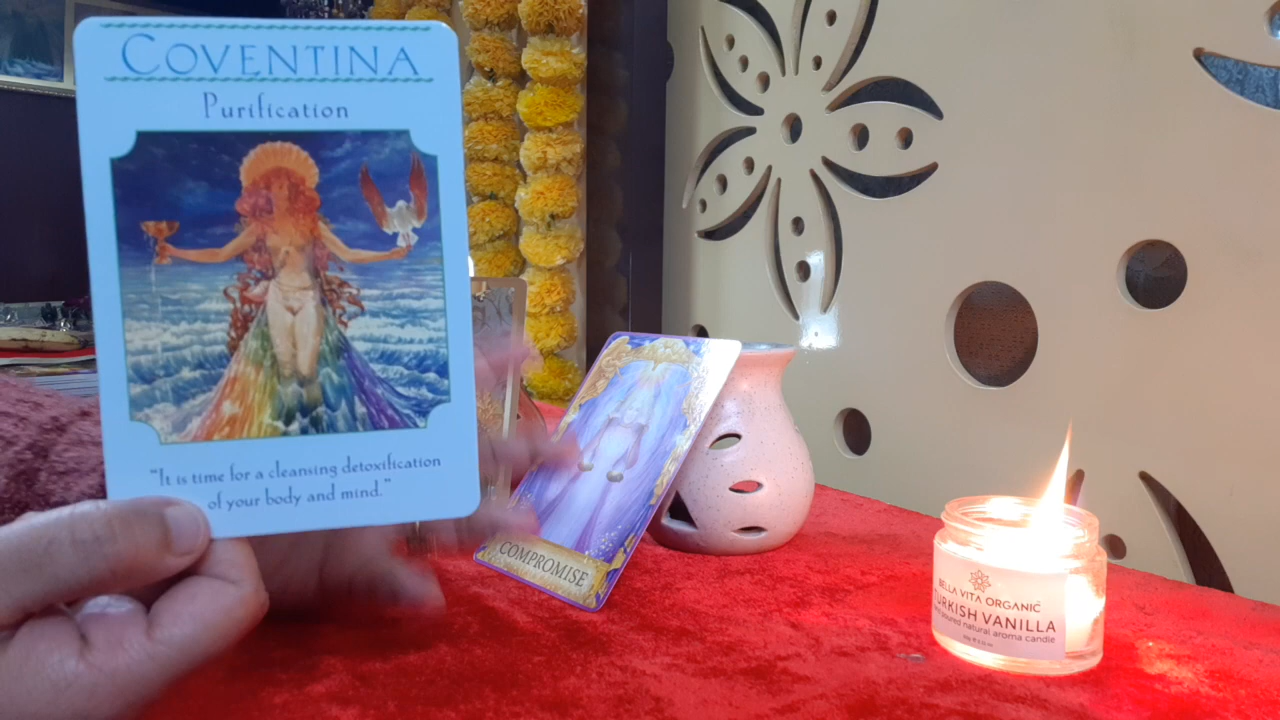 COVENTINA
Purification
"It is time for a cleansing detoxification
of your body and mind."
COMPROMISE
BELLA VITA ORGANIC
TURKISH VANILLA
poured natural aroma candle